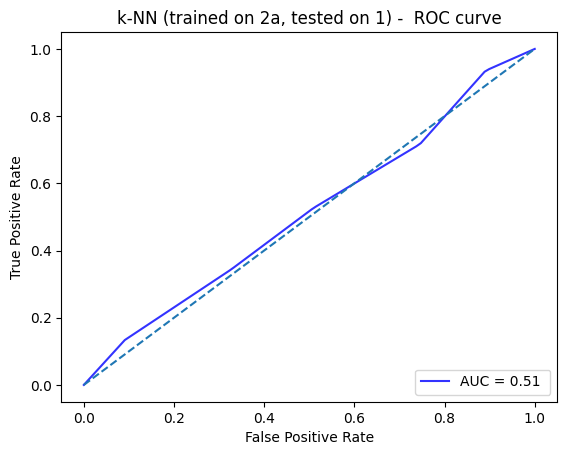 k-NN (trained on 2a, tested on 1) -  ROC curve
True Positive Rate
1.0
0.8
0.6
0.4
0.2
0.0
AUC = 0.51
0.0 0.2 0.4 0.6 0.8 1.0
False Positive Rate